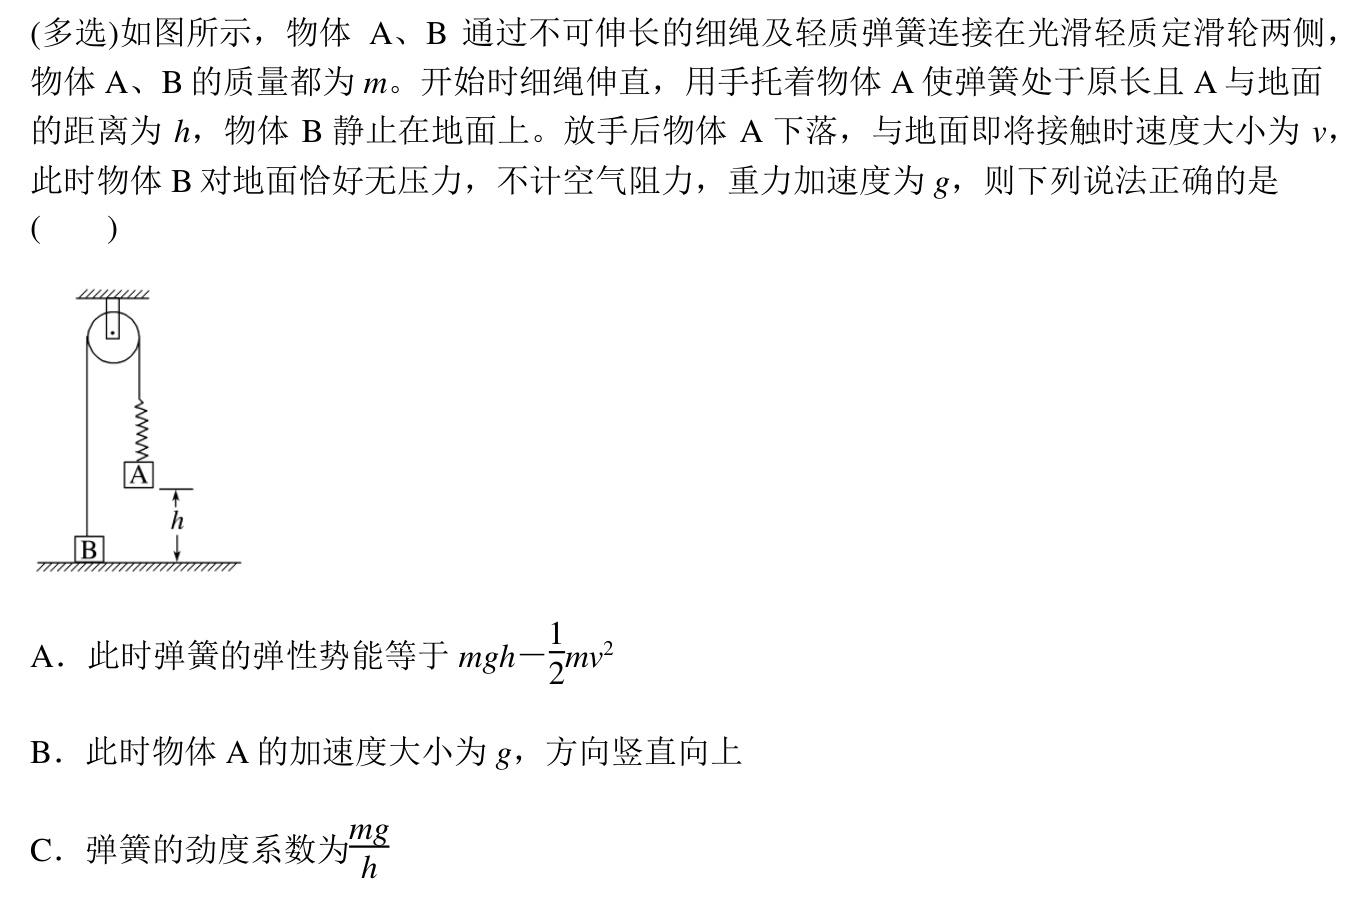 (多选)如图所示，物体 A、B 通过不可伸长的细绳及轻质弹簧连接在光滑轻质定滑轮两侧，
物体 A、B 的质量都为 m。开始时细绳伸直，用手托着物体 A 使弹簧处于原长且 A 与地面
的距离为 h，物体 B 静止在地面上。放手后物体 A 下落，与地面即将接触时速度大小为 v，
此时物体 B 对地面恰好无压力，不计空气阻力，重力加速度为 g，则下列说法正确的是
(　　)
A
h
B
A．此时弹簧的弹性势能等于 mgh－\frac{1}{2}mv²
B．此时物体 A 的加速度大小为 g，方向竖直向上
C．弹簧的劲度系数为\frac{mg}{h}